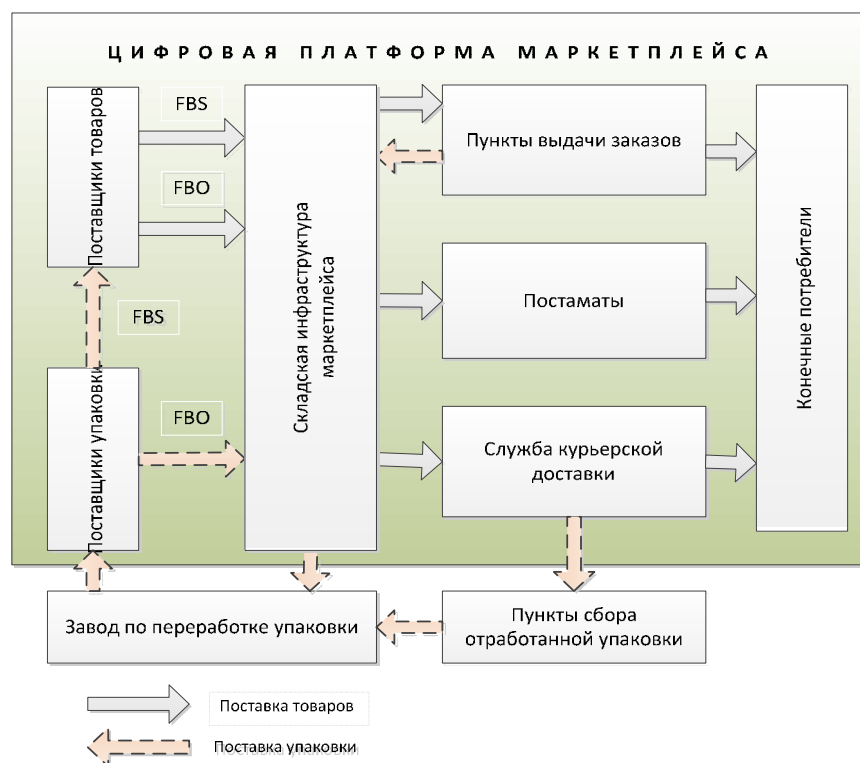 ЦИФРОВАЯ ПЛАТФОРМА МАРКЕТПЛЕЙСА
Поставщики товаров
FBS
FBO
Складская инфраструктура
маркетплейса
Пункты выдачи заказов
Конечные потребители
Постаматы
FBS
Поставщики упаковки
FBO
Служба курьерской
доставки
Завод по переработке упаковки
Пункты сбора
отработанной упаковки
Поставка товаров
Поставка упаковки